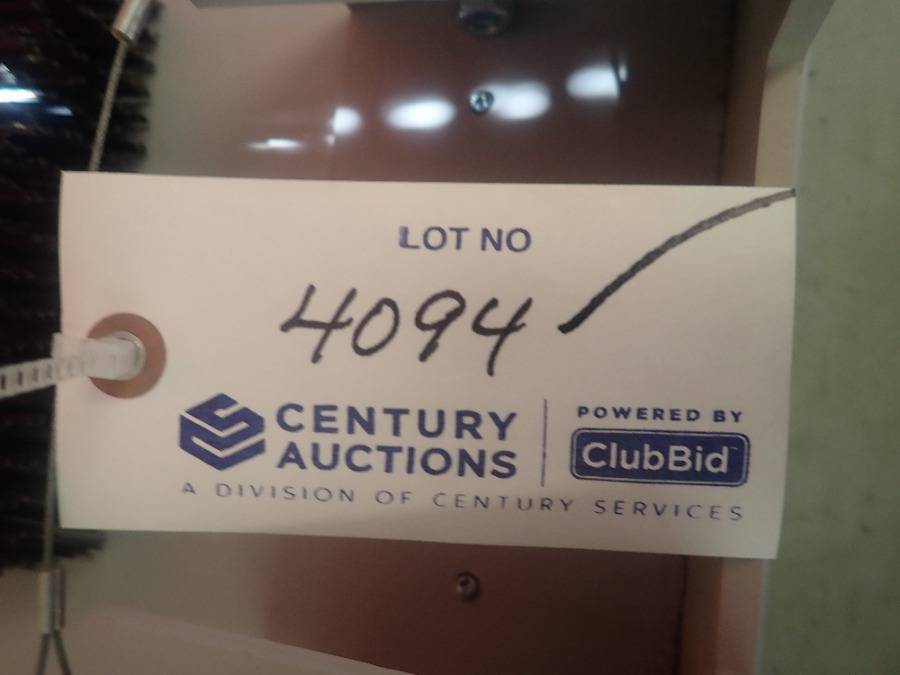 LOT NO
4094
CENTURY
AUCTIONS
POWERED BY
ClubBid
A DIVISION OF CENTURY SERVICES